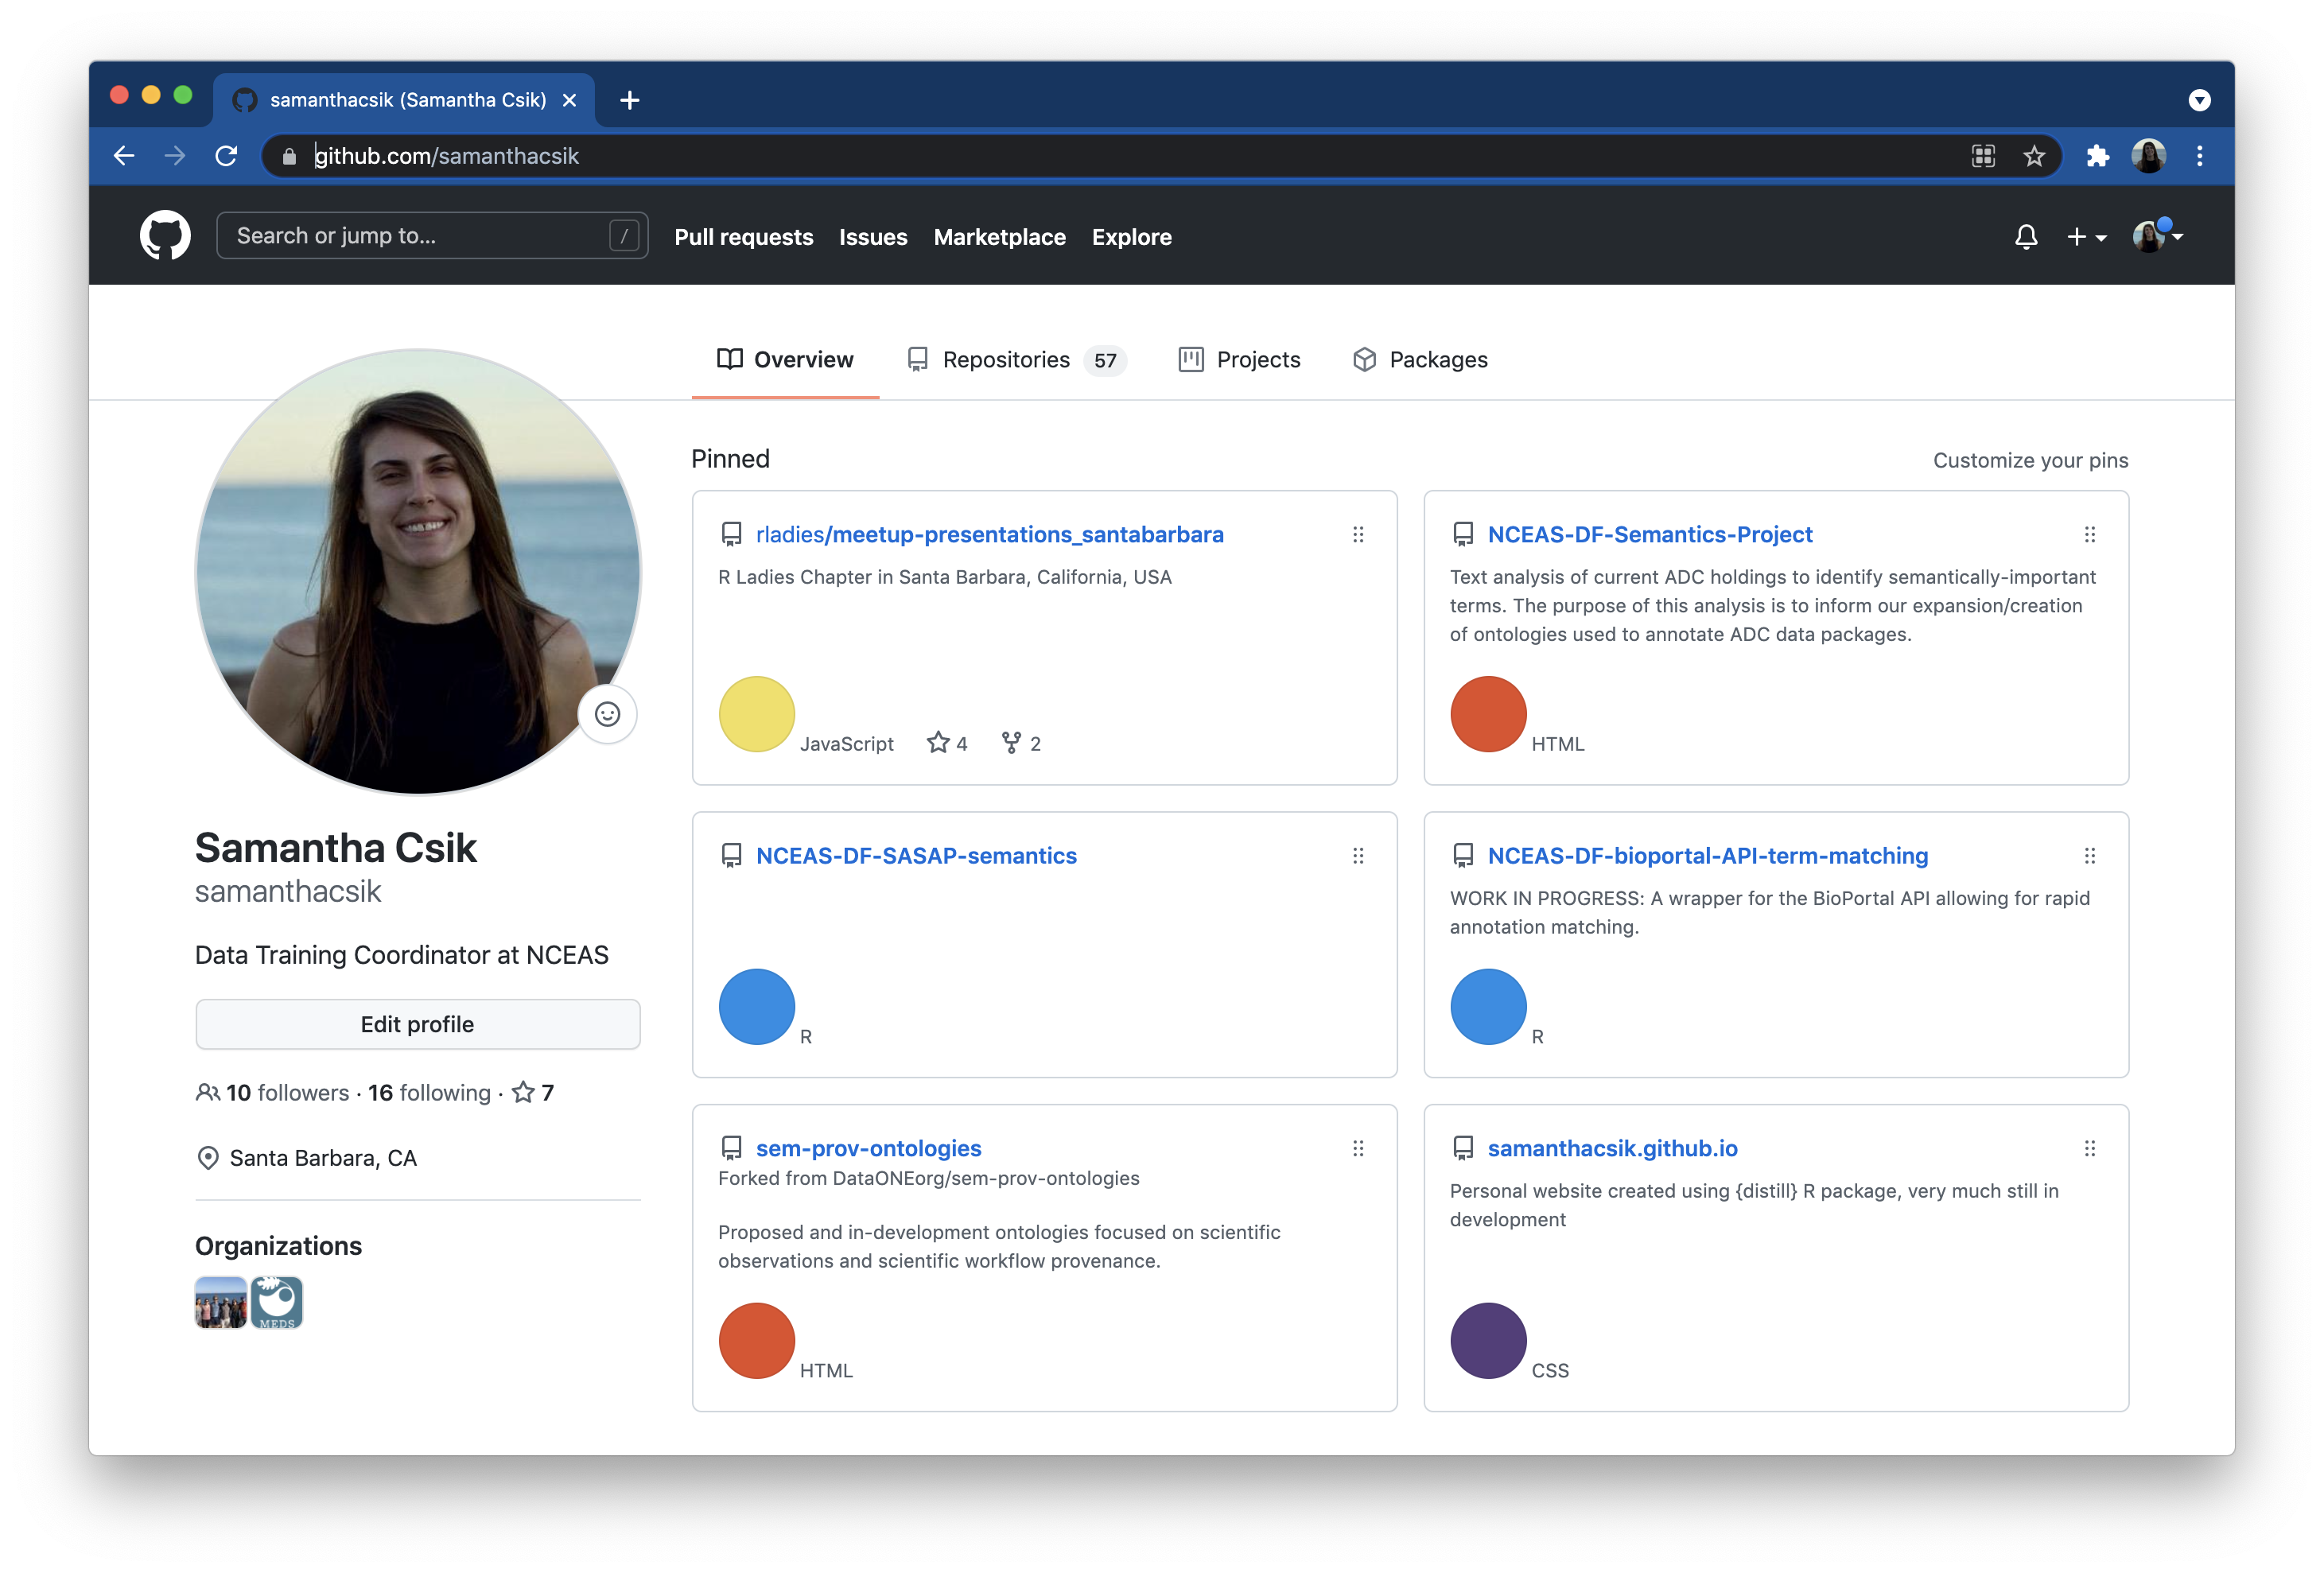 samanthacsik (Samantha Csik)
github.com/samanthacsik
Search or jump to... /
Pull requests Issues Marketplace Explore
Overview Repositories 57 Projects Packages
Pinned Customize your pins
rladies/meetup-presentations_santabarbara
R Ladies Chapter in Santa Barbara, California, USA
JavaScript 4 2
NCEAS-DF-Semantics-Project
Text analysis of current ADC holdings to identify semantically-important
terms. The purpose of this analysis is to inform our expansion/creation
of ontologies used to annotate ADC data packages.
HTML
Samantha Csik
samanthacsik
Data Training Coordinator at NCEAS
Edit profile
10 followers · 16 following · 7
Santa Barbara, CA
Organizations
MEDS
NCEAS-DF-SASAP-semantics
R
NCEAS-DF-bioportal-API-term-matching
WORK IN PROGRESS: A wrapper for the BioPortal API allowing for rapid
annotation matching.
R
sem-prov-ontologies
Forked from DataONEorg/sem-prov-ontologies
Proposed and in-development ontologies focused on scientific
observations and scientific workflow provenance.
HTML
samanthacsik.github.io
Personal website created using {distill} R package, very much still in
development
CSS